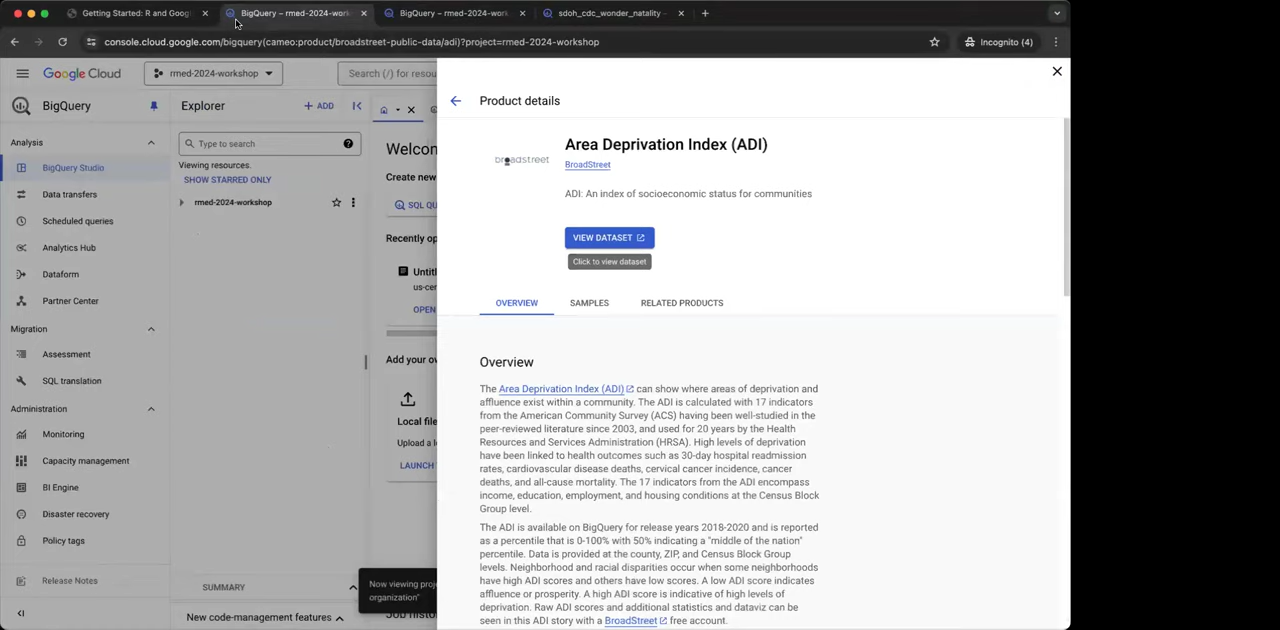 Getting Started: R and Goog
BigQuery – rmed-2024-work
BigQuery – rmed-2024-work
sdoh_cdc_wonder_natality –
console.cloud.google.com/bigquery(cameo:product/broadstreet-public-data/adi)?project=rmed-2024-workshop
Incognito (4)
Google Cloud
rmed-2024-workshop
Search (/) for resou
BigQuery
Explorer
+ ADD
Product details
Analysis
BigQuery Studio
Data transfers
Scheduled queries
Analytics Hub
Dataform
Partner Center
Migration
Assessment
SQL translation
Administration
Monitoring
Capacity management
BI Engine
Disaster recovery
Policy tags
Release Notes
Type to search
Viewing resources.
SHOW STARRED ONLY
rmed-2024-workshop
SUMMARY
New code-management features
Welcom
Create new
SQL QU
Recently op
Untitl
us-cer
OPEN
Add your ov
Local file
Upload a l
LAUNCH
Now viewing proj
organization"
Job histo
broadstreet
Area Deprivation Index (ADI)
BroadStreet
ADI: An index of socioeconomic status for communities
VIEW DATASET
Click to view dataset
OVERVIEW
SAMPLES
RELATED PRODUCTS
Overview
The Area Deprivation Index (ADI) can show where areas of deprivation and
affluence exist within a community. The ADI is calculated with 17 indicators
from the American Community Survey (ACS) having been well-studied in the
peer-reviewed literature since 2003, and used for 20 years by the Health
Resources and Services Administration (HRSA). High levels of deprivation
have been linked to health outcomes such as 30-day hospital readmission
rates, cardiovascular disease deaths, cervical cancer incidence, cancer
deaths, and all-cause mortality. The 17 indicators from the ADI encompass
income, education, employment, and housing conditions at the Census Block
Group level.
The ADI is available on BigQuery for release years 2018-2020 and is reported
as a percentile that is 0-100% with 50% indicating a "middle of the nation"
percentile. Data is provided at the county, ZIP, and Census Block Group
levels. Neighborhood and racial disparities occur when some neighborhoods
have high ADI scores and others have low scores. A low ADI score indicates
affluence or prosperity. A high ADI score is indicative of high levels of
deprivation. Raw ADI scores and additional statistics and dataviz can be
seen in this ADI story with a BroadStreet free account.